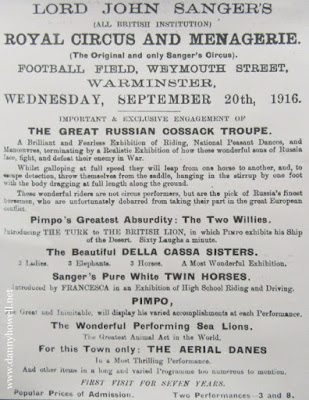 LORD JOHN SANGER'S
(ALL BRITISH INSTITUTION)
ROYAL CIRCUS AND MENAGERIE.
(The Original and only Sanger's Circus).
FOOTBALL FIELD, WEYMOUTH STREET,
WARMINSTER,
WEDNESDAY, SEPTEMBER 20th, 1916.
IMPORTANT & EXCLUSIVE ENGAGEMENT OF
THE GREAT RUSSIAN COSSACK TROUPE.
A Brilliant and Fearless Exhibition of Riding, National Peasant Dances, and
Manœuvres, terminating by a Realistic Exhibition of how these wonderful sons of Russia
face, fight, and defeat their enemy in War.
Whilst galloping at full speed they will leap from one horse to another, and, to
escape detection, throw themselves from the saddle, hanging in the stirrup by one foot
with the body dragging at full length along the ground.
These wonderful riders are not circus performers, but are the pick of Russia's finest
horsemen, who are unfortunately debarred from taking their part in the great European
conflict.
Pimpo's Greatest Absurdity: The Two Willies.
Introducing THE TURK to THE BRITISH LION, in which PIMPO exhibits his Ship
of the Desert. Sixty Laughs a minute.
The Beautiful DELLA CASSA SISTERS.
3 Ladies. 3 Elephants. 3 Horses. A Most Wonderful Exhibition.
Sanger's Pure White TWIN HORSES.
Introduced by FRANCESCA in an Exhibition of High School Riding and Driving.
PIMPO,
the Great and Inimitable, will display his varied accomplishments at each Performance.
The Wonderful Performing Sea Lions.
The Greatest Animal Act in the World.
For this Town only: THE AERIAL DANES
In a Most Thrilling Performance.
And other items in a long and varied Programme too numerous to mention.
FIRST VISIT FOR SEVEN YEARS.
Popular Prices of Admission. Two Performances—3 and 8.
www.dannyhowell.net